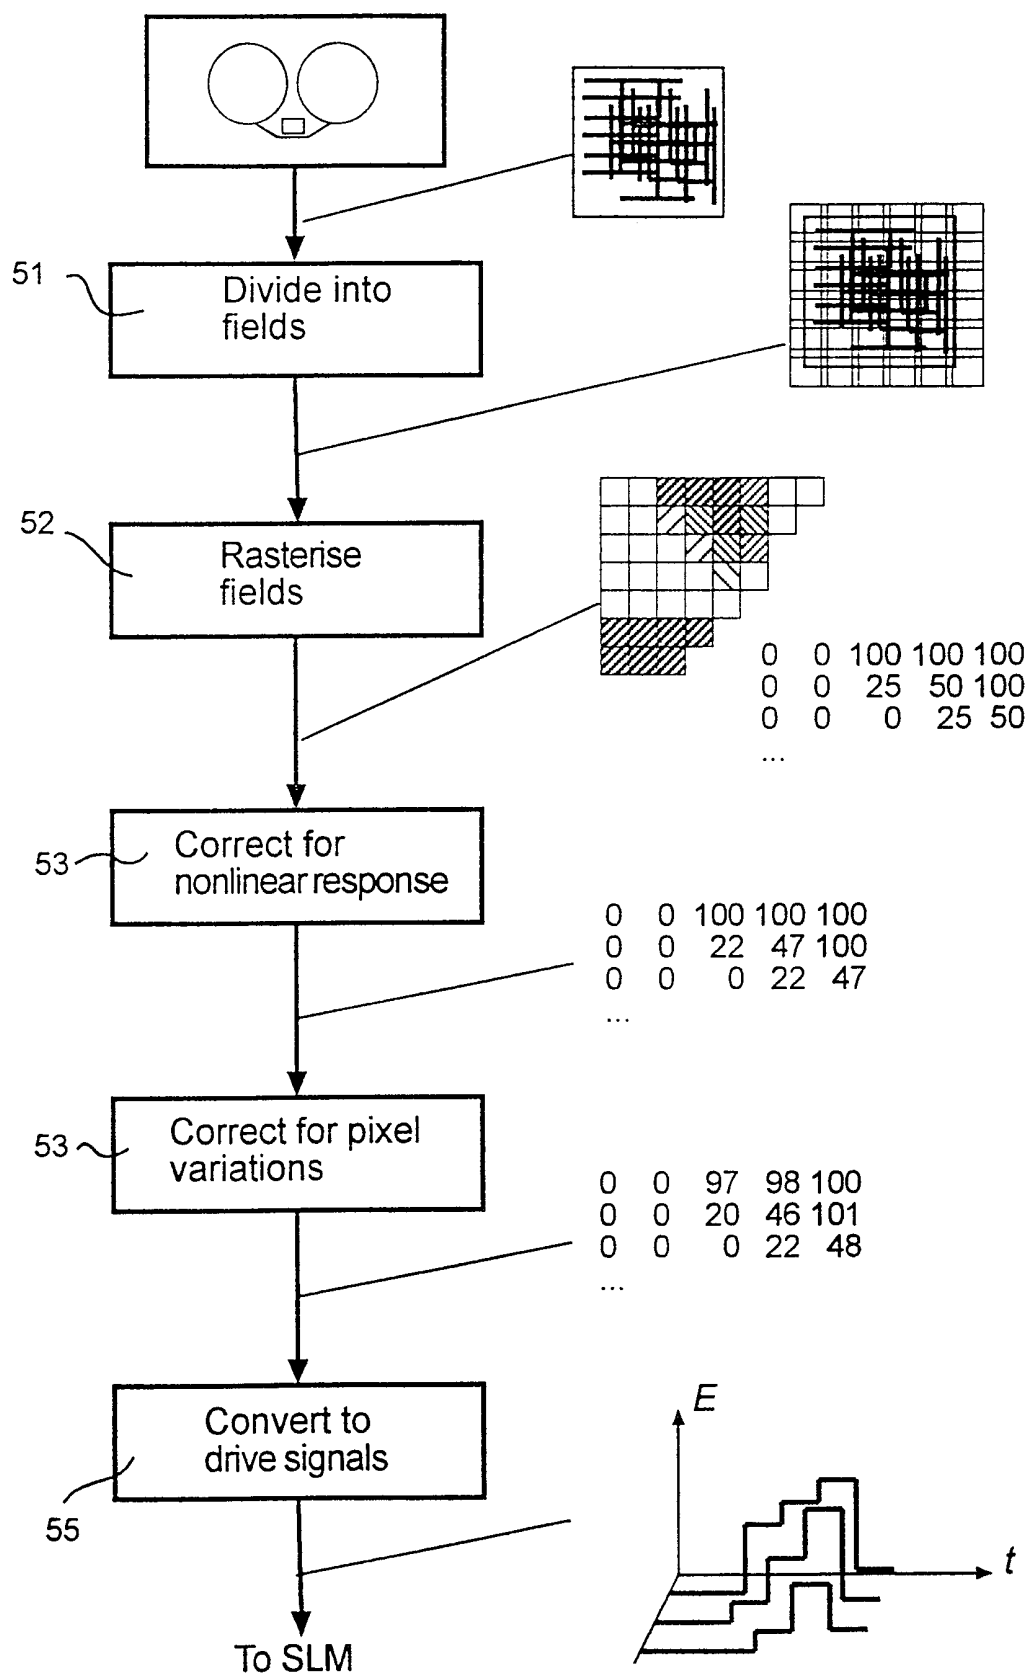 51
Divide into
fields
52
Rasterise
fields
0 0 100 100 100
0 0 25 50 100
0 0 0 25 50
...
53
Correct for
nonlinear response
0 0 100 100 100
0 0 22 47 100
0 0 0 22 47
...
53
Correct for pixel
variations
0 0 97 98 100
0 0 20 46 101
0 0 0 22 48
...
Convert to
drive signals
55
E
t
To SLM